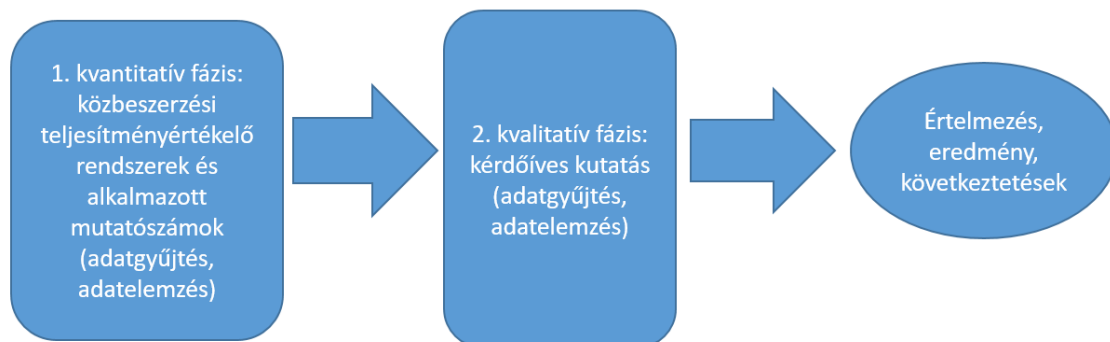 1. kvantitatív fázis:
közbeszerzési
teljesítményértékelő
rendszerek és
alkalmazott
mutatószámok
(adatgyűjtés,
adatelemzés)
2. kvalitatív fázis:
kérdőíves kutatás
(adatgyűjtés,
adatelemzés)
Értelmezés,
eredmény,
következtetések